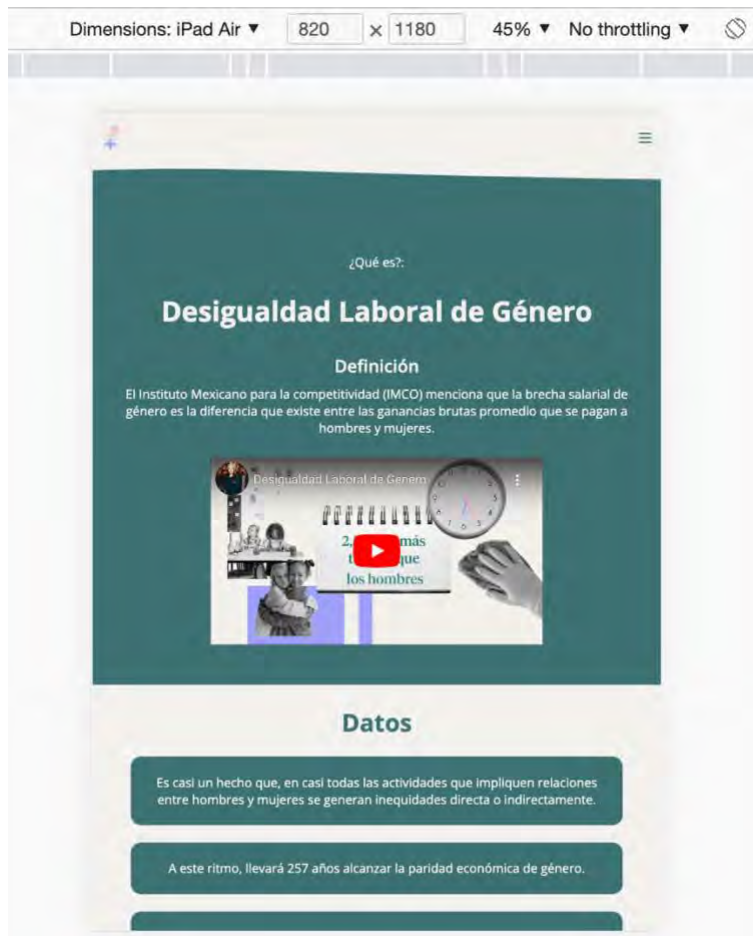 Dimensions: iPad Air ▼ 820 × 1180 45% ▼ No throttling ▼
¿Qué es?:
Desigualdad Laboral de Género
Definición
El Instituto Mexicano para la competitividad (IMCO) menciona que la brecha salarial de
género es la diferencia que existe entre las ganancias brutas promedio que se pagan a
hombres y mujeres.
Desigualdad Laboral de Genero
más
que
los hombres
Datos
Es casi un hecho que, en casi todas las actividades que impliquen relaciones
entre hombres y mujeres se generan inequidades directa o indirectamente.
A este ritmo, llevará 257 años alcanzar la paridad económica de género.